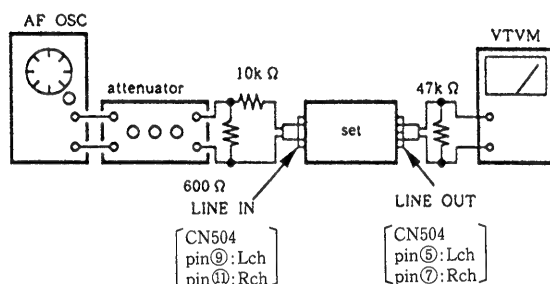 AF OSC
VTVM
attenuator
10k Ω
47k Ω
set
600 Ω
LINE IN
LINE OUT
CN504
pin⑨:Lch
pin⑪:Rch
CN504
pin⑤:Lch
pin⑦:Rch